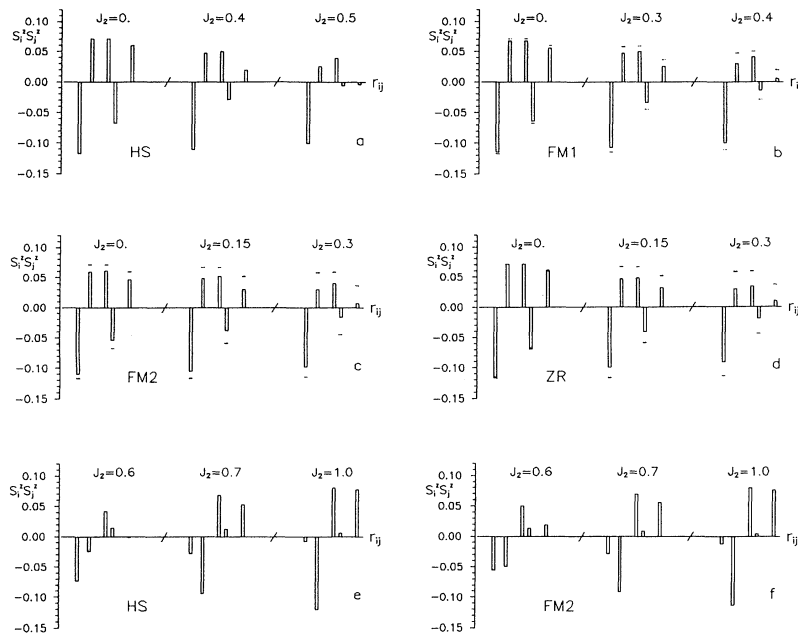 J₂=0. J₂=0.4 J₂=0.5
0.10
SᵢᶻSⱼᶻ
0.05
0.00
rᵢⱼ
−0.05
−0.10
−0.15
HS
a
J₂=0. J₂=0.3 J₂=0.4
0.10
SᵢᶻSⱼᶻ
0.05
0.00
rᵢ
−0.05
−0.10
−0.15
FM1
b
J₂=0. J₂=0.15 J₂=0.3
0.10
SᵢᶻSⱼᶻ
0.05
0.00
rᵢⱼ
−0.05
−0.10
−0.15
FM2
c
J₂=0. J₂=0.15 J₂=0.3
0.10
SᵢᶻSⱼᶻ
0.05
0.00
rᵢⱼ
−0.05
−0.10
−0.15
ZR
d
J₂=0.6 J₂=0.7 J₂=1.0
0.10
SᵢᶻSⱼᶻ
0.05
0.00
rᵢⱼ
−0.05
−0.10
−0.15
HS
e
J₂=0.6 J₂=0.7 J₂=1.0
0.10
SᵢᶻSⱼᶻ
0.05
0.00
rᵢⱼ
−0.05
−0.10
−0.15
FM2
f